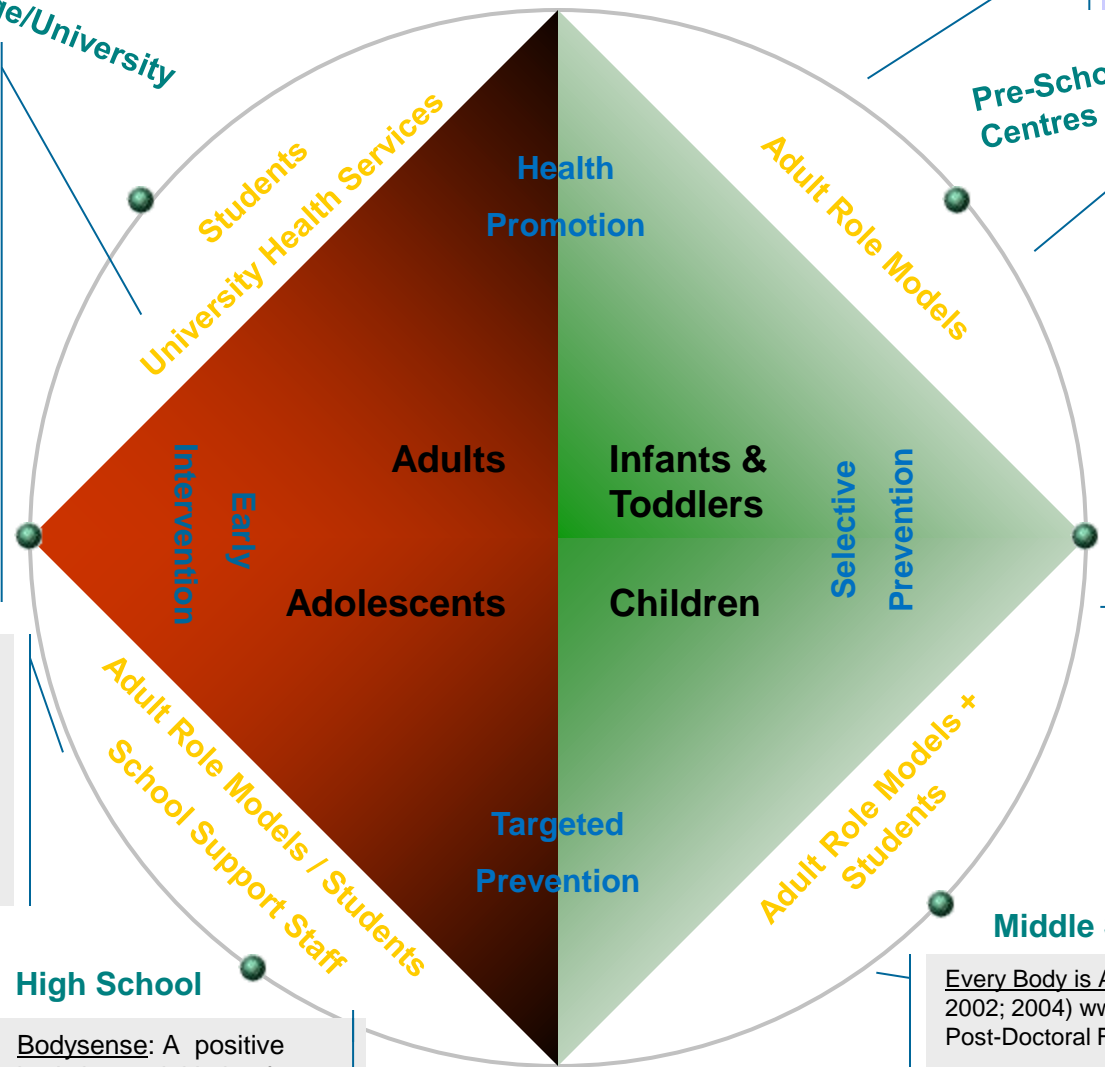 ge/University
Pre-Scho
Centres
Students
University Health Services
Health
Promotion
Adult Role Models
Adults
Infants &
Toddlers
Early
Intervention
Selective
Prevention
Adolescents
Children
Adult Role Models / Students
School Support Staff
Targeted
Prevention
Adult Role Models +
Students
High School
Bodysense: A positive
Middle
Every Body is A
2002; 2004) ww
Post-Doctoral F